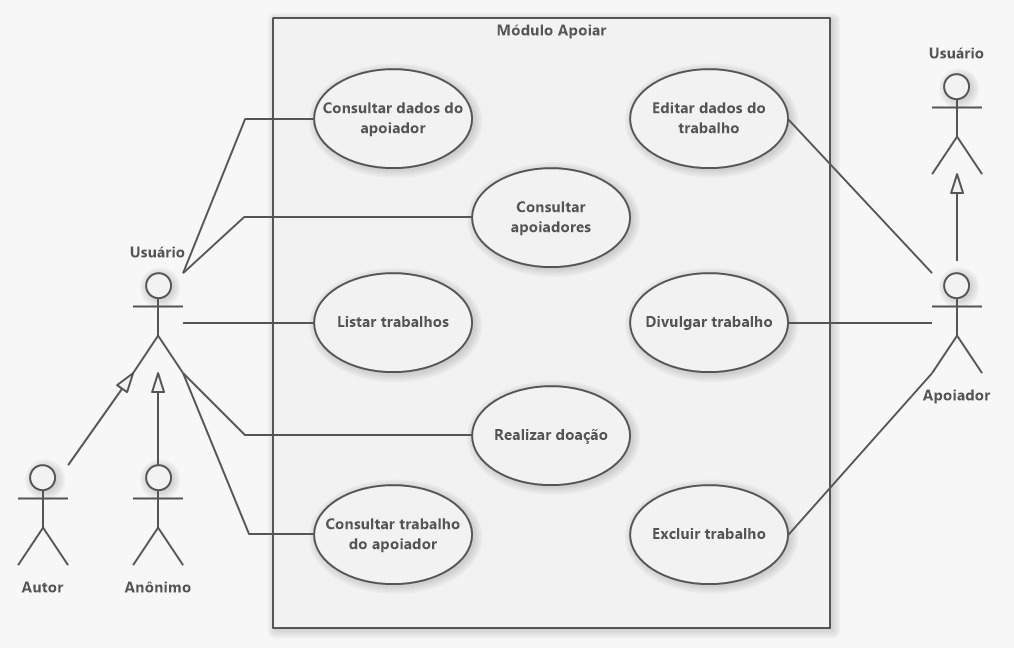 Módulo Apoiar
Usuário
Consultar dados do
apoiador
Editar dados do
trabalho
Consultar
apoiadores
Usuário
Listar trabalhos
Divulgar trabalho
Apoiador
Realizar doação
Consultar trabalho
do apoiador
Excluir trabalho
Autor
Anônimo